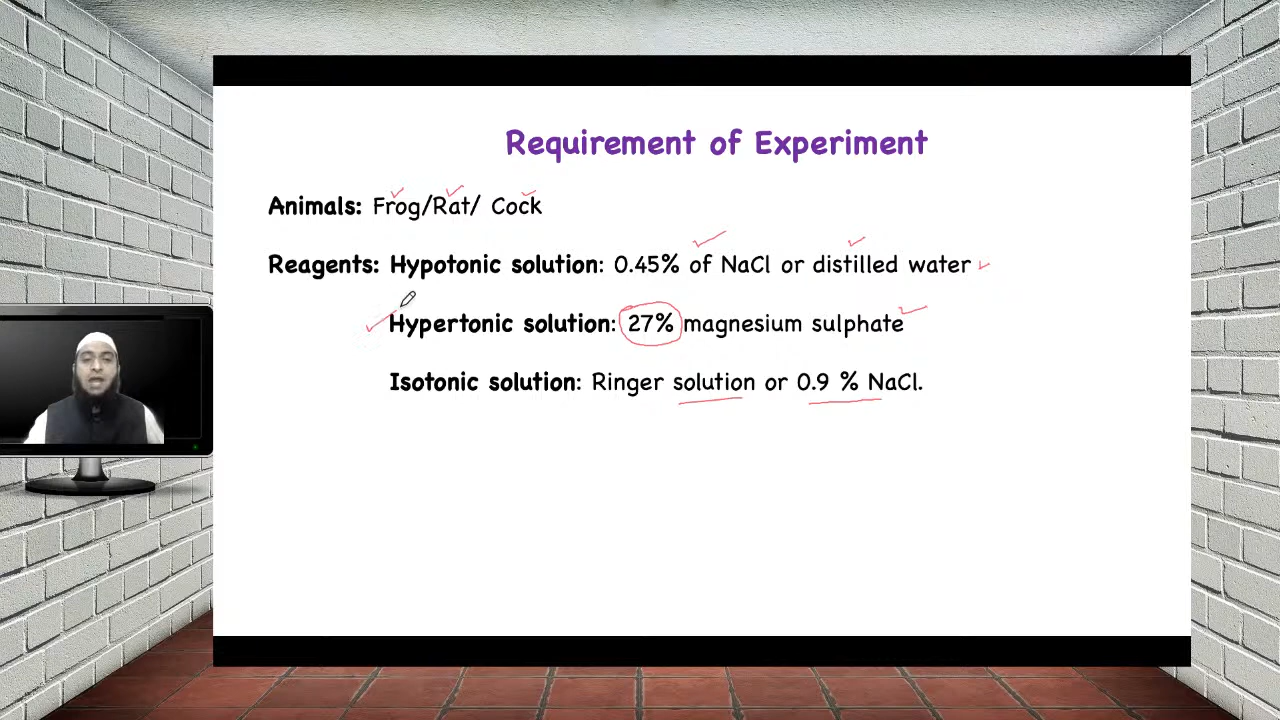 Requirement of Experiment
Animals: Frog/Rat/ Cock
Reagents: Hypotonic solution: 0.45% of NaCl or distilled water
Hypertonic solution: 27% magnesium sulphate
Isotonic solution: Ringer solution or 0.9 % NaCl.